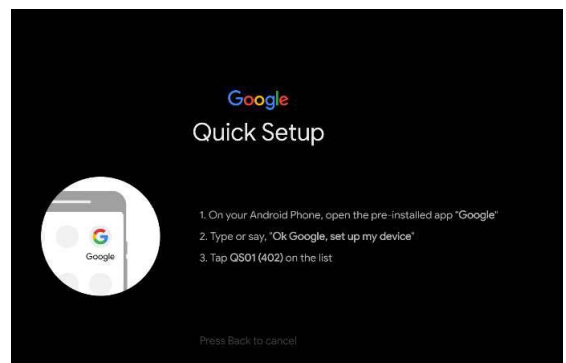 Google
Quick Setup
1. On your Android Phone, open the pre-installed app "Google"
2. Type or say, "Ok Google, set up my device"
3. Tap QS01 (402) on the list
G
Google
Press Back to cancel